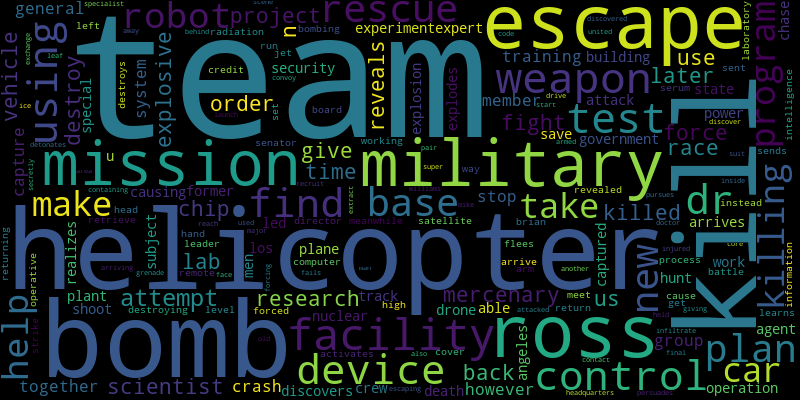 general
robot
project
rescue
specialist
left
behind
radiation
bombing
n
experiment
expert
escape
discovered
united
laboratory
chase
vehicle
using
team
run
jet
code
sent
program
destroy
special
destroys
system
explosive
credit
security
training
building
use
later
state
intelligence
leaf
exchange
ice
order
set
board
reveals
explosion
explodes
weapon
member
attack
serum
capture
launch
convoy
start
drive
discover
power
detonates
senator
working
fight
save
government
force
suit
sends
secretly
u
give
pair
super
way
test
race
armed
mission
military
revealed
pursues
inside
kill
killing
containing
causing
former
time
recruit
extract
make
chip
find
base
stop
take
killed
dr
instead
doctor
help
retrieve
head
reach
used
major
director
meanwhile
satellite
brian
arrives
returning
operative
realizes
subject
hand
leader
led
los
plane
computer
flees
arrive
arm
captured
new
process
hunt
core
injured
work
battle
information
helicopter
arriving
grenade
remote
lab
men
face
forcing
fails
another
us
cause
get
giving
learns
plant
attempt
research
track
mercenary
meet
able
drone
attacked
return
shoot
destroying
level
forced
high
strike
bomb
facility
nuclear
old
ross
group
agent
infiltrate
held
final
plan
activates
also
cover
angeles
device
back
control
contact
car
together
scientist
crash
discovers
crew
death
however
escaping
headquarters
persuades
operation